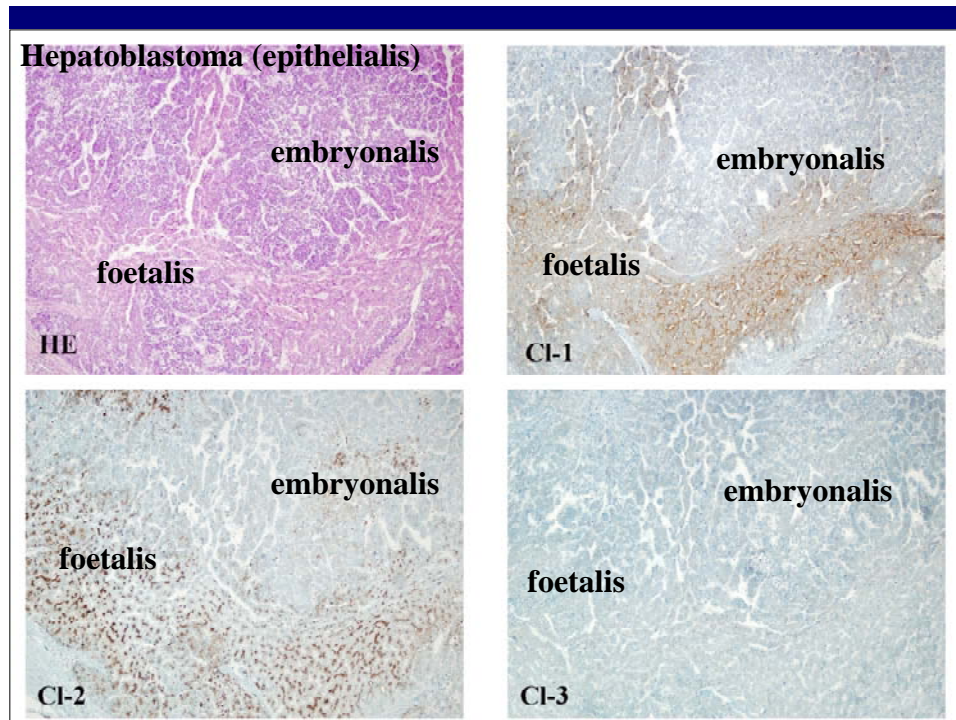 Hepatoblastoma (epithelialis)
embryonalis
foetalis
HE
embryonalis
foetalis
Cl-1
embryonalis
foetalis
Cl-2
embryonalis
foetalis
Cl-3